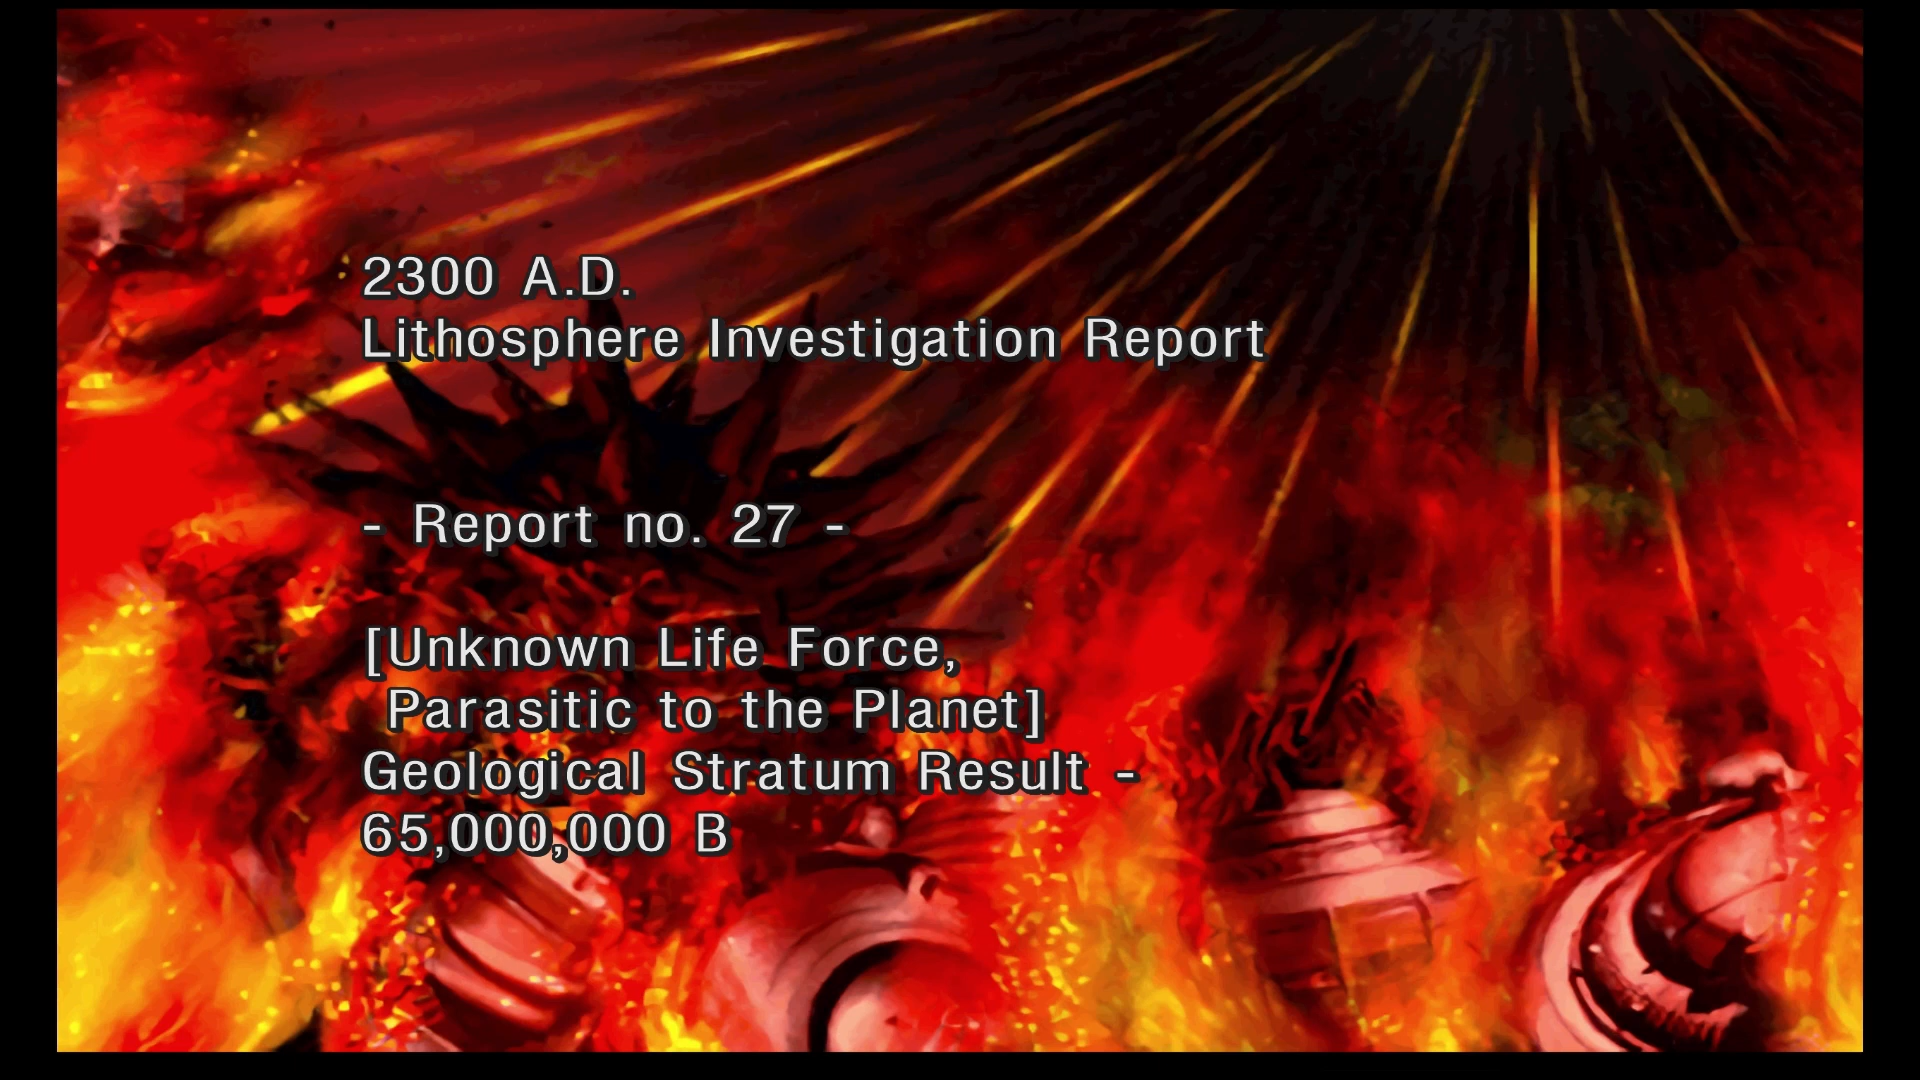 2300 A.D.
Lithosphere Investigation Report
- Report no. 27 -
[Unknown Life Force,
Parasitic to the Planet]
Geological Stratum Result -
65,000,000 B